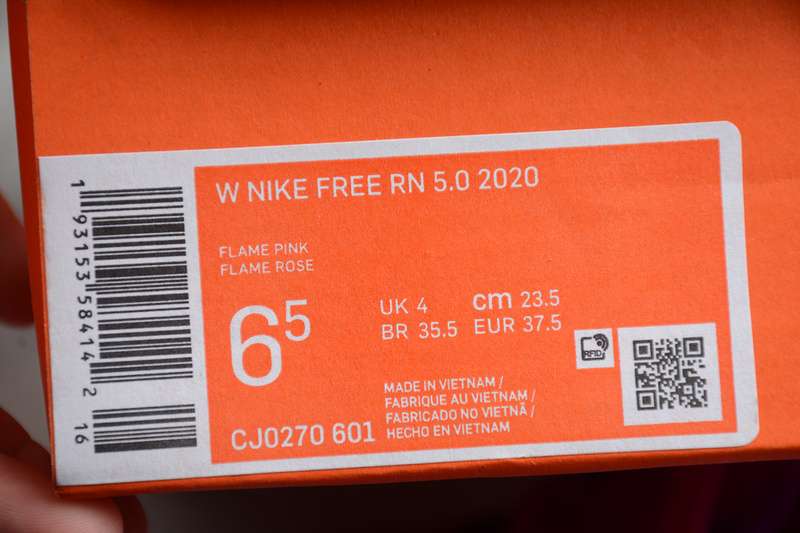 W NIKE FREE RN 5.0 2020
FLAME PINK
FLAME ROSE
6⁵
UK 4 cm 23.5
BR 35.5 EUR 37.5
RFID
MADE IN VIETNAM /
FABRIQUE AU VIETNAM /
FABRICADO NO VIETNÃ /
HECHO EN VIETNAM
CJ0270 601
1 93153 58414 2
16